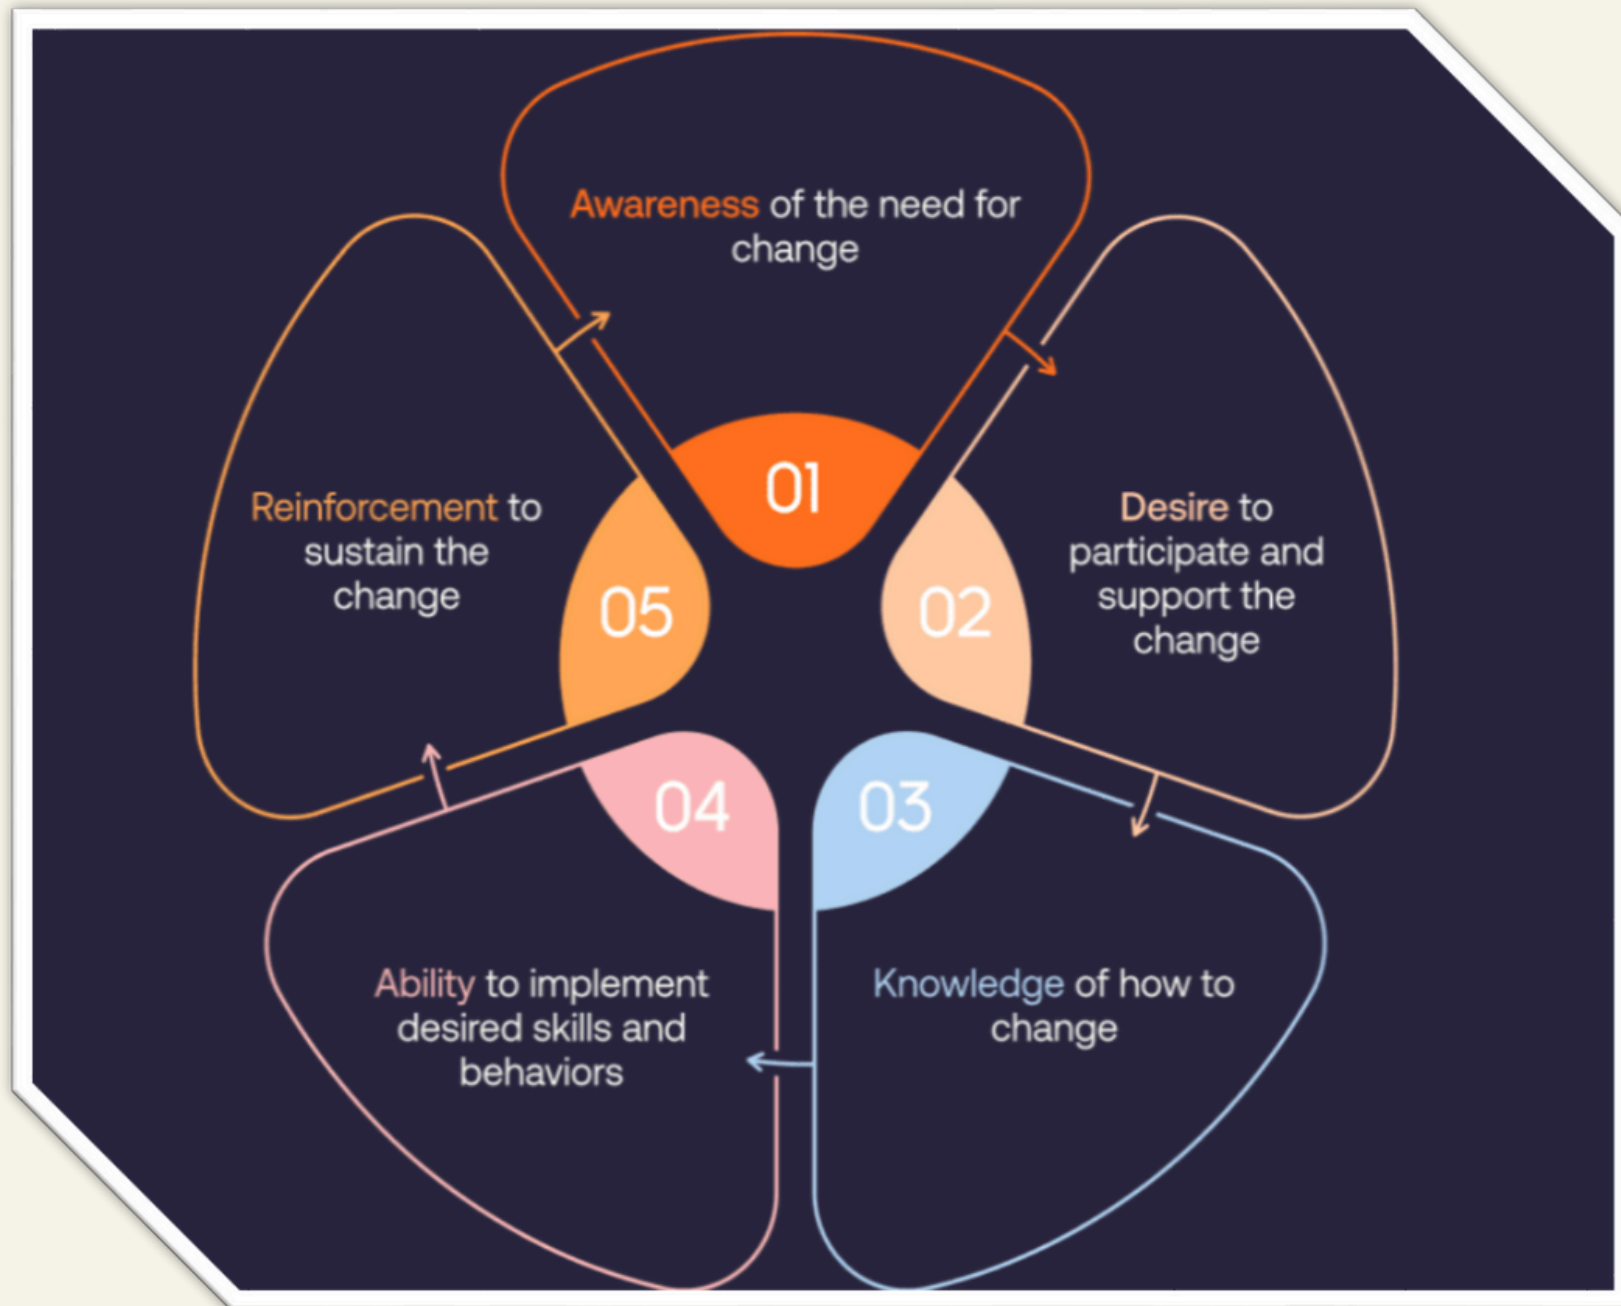 Awareness of the need for
change
01
Desire to
participate and
support the
change
02
Knowledge of how to
change
03
Ability to implement
desired skills and
behaviors
04
Reinforcement to
sustain the
change
05